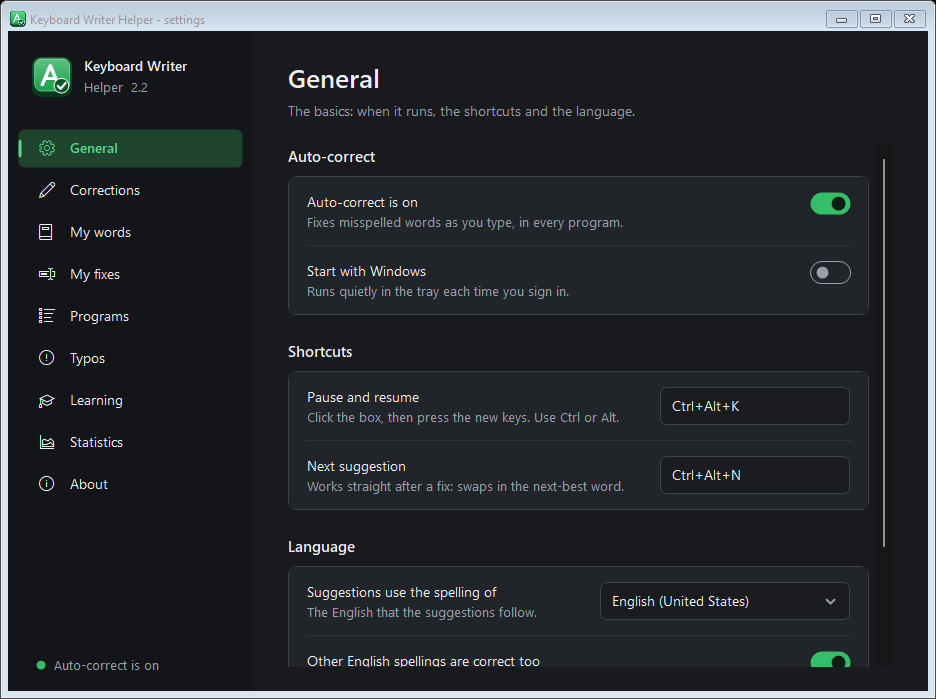 Keyboard Writer Helper - settings
A
Keyboard Writer
Helper 2.2
General
Corrections
My words
My fixes
Programs
Typos
Learning
Statistics
About
Auto-correct is on
General
The basics: when it runs, the shortcuts and the language.
Auto-correct
Auto-correct is on
Fixes misspelled words as you type, in every program.
Start with Windows
Runs quietly in the tray each time you sign in.
Shortcuts
Pause and resume
Click the box, then press the new keys. Use Ctrl or Alt.
Ctrl+Alt+K
Next suggestion
Works straight after a fix: swaps in the next-best word.
Ctrl+Alt+N
Language
Suggestions use the spelling of
The English that the suggestions follow.
English (United States)
Other English spellings are correct too